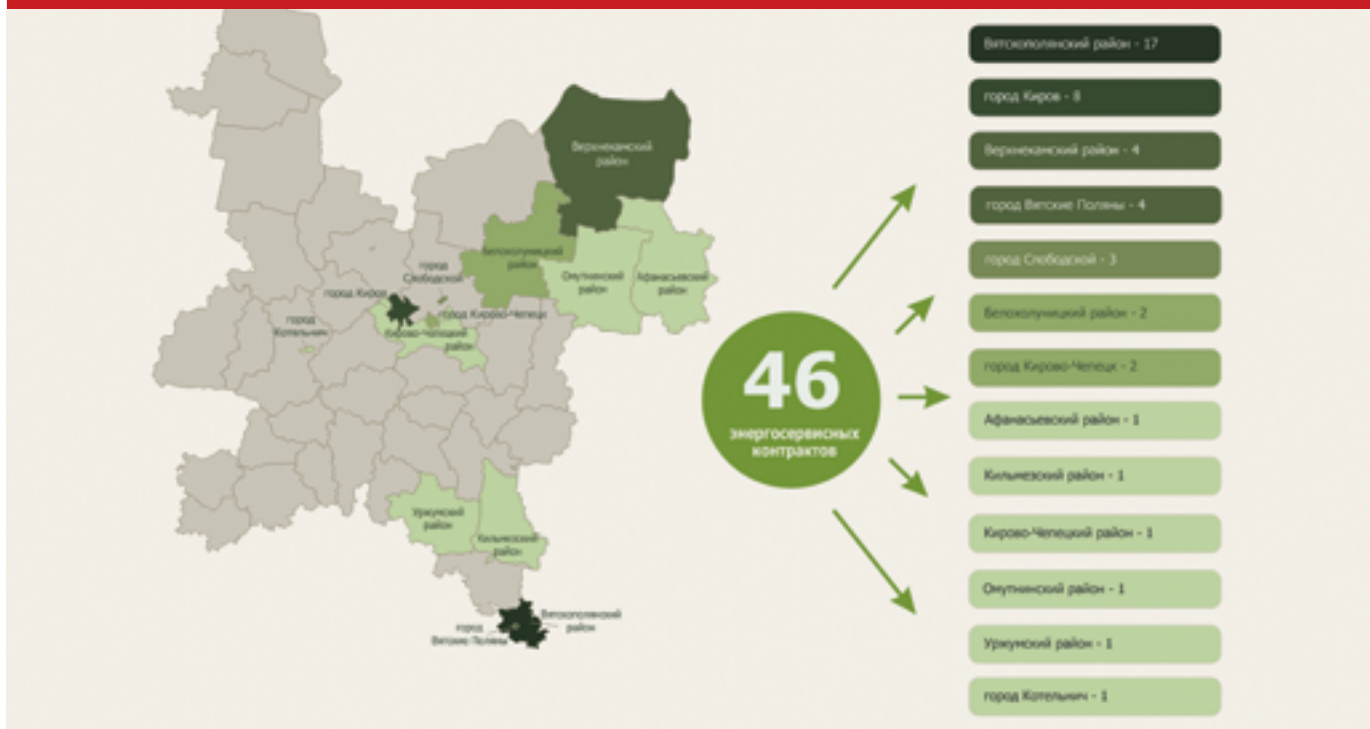 Верхнекамский
район
Белохолуницкий
район
город
Слободской
Омутнинский
район
Афанасьевский
район
город Киров
город Кирово-Чепецк
город
Котельнич
Кирово-Чепецкий
район
Уржумский
район
Кильмезский
район
Вятскополянский
район
город
Вятские Поляны
46
энергосервисных
контрактов
Вятскополянский район - 17
город Киров - 8
Верхнекамский район - 4
город Вятские Поляны - 4
город Слободской - 3
Белохолуницкий район - 2
город Кирово-Чепецк - 2
Афанасьевский район - 1
Кильмезский район - 1
Кирово-Чепецкий район - 1
Омутнинский район - 1
Уржумский район - 1
город Котельнич - 1